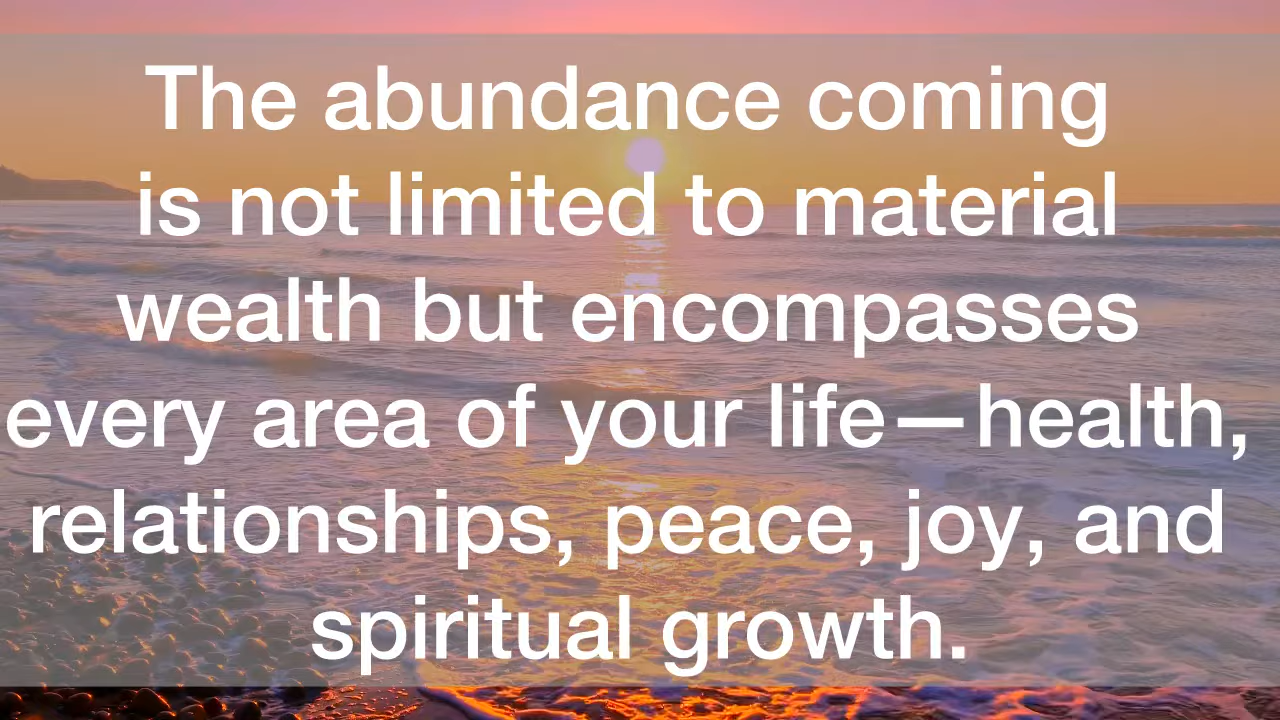 The abundance coming
is not limited to material
wealth but encompasses
every area of your life—health,
relationships, peace, joy, and
spiritual growth.